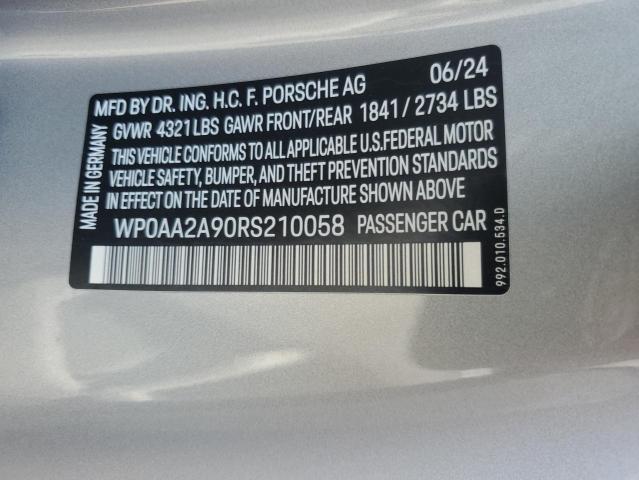 MFD BY DR. ING. H.C. F. PORSCHE AG 06/24
GVWR 4321 LBS GAWR FRONT/REAR 1841 / 2734 LBS
THIS VEHICLE CONFORMS TO ALL APPLICABLE U.S.FEDERAL MOTOR
VEHICLE SAFETY, BUMPER, AND THEFT PREVENTION STANDARDS
IN EFFECT ON THE DATE OF MANUFACTURE SHOWN ABOVE
WP0AA2A90RS210058 PASSENGER CAR
MADE IN GERMANY
992.010.534.D